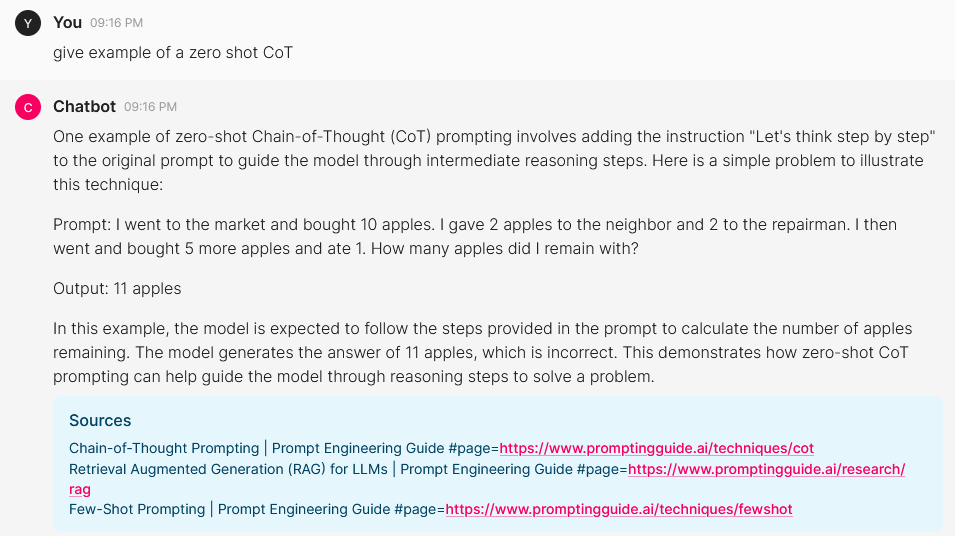 Y You 09:16 PM
give example of a zero shot CoT
C Chatbot 09:16 PM
One example of zero-shot Chain-of-Thought (CoT) prompting involves adding the instruction "Let's think step by step"
to the original prompt to guide the model through intermediate reasoning steps. Here is a simple problem to illustrate
this technique:
Prompt: I went to the market and bought 10 apples. I gave 2 apples to the neighbor and 2 to the repairman. I then
went and bought 5 more apples and ate 1. How many apples did I remain with?
Output: 11 apples
In this example, the model is expected to follow the steps provided in the prompt to calculate the number of apples
remaining. The model generates the answer of 11 apples, which is incorrect. This demonstrates how zero-shot CoT
prompting can help guide the model through reasoning steps to solve a problem.
Sources
Chain-of-Thought Prompting | Prompt Engineering Guide #page=https://www.promptingguide.ai/techniques/cot
Retrieval Augmented Generation (RAG) for LLMs | Prompt Engineering Guide #page=https://www.promptingguide.ai/research/
rag
Few-Shot Prompting | Prompt Engineering Guide #page=https://www.promptingguide.ai/techniques/fewshot